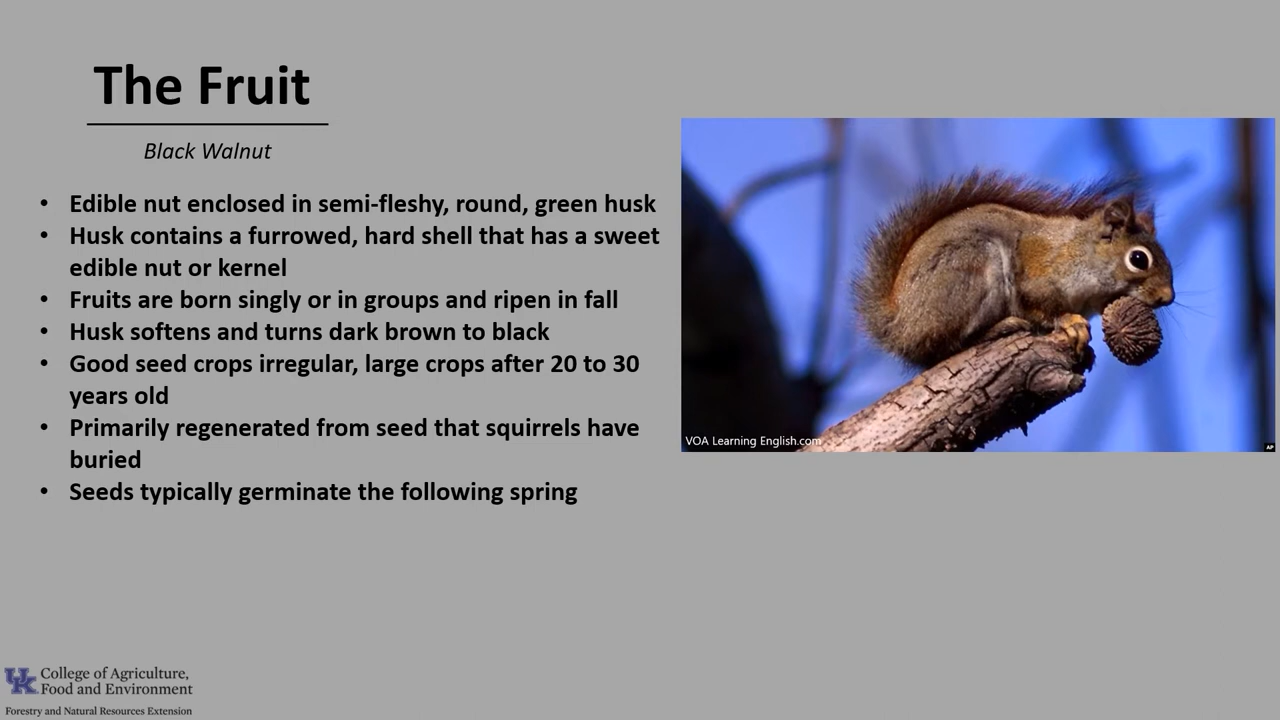 The Fruit
Black Walnut
• Edible nut enclosed in semi-fleshy, round, green husk
• Husk contains a furrowed, hard shell that has a sweet
edible nut or kernel
• Fruits are born singly or in groups and ripen in fall
• Husk softens and turns dark brown to black
• Good seed crops irregular, large crops after 20 to 30
years old
• Primarily regenerated from seed that squirrels have
buried
• Seeds typically germinate the following spring
VOA Learning English.com
AP
UK College of Agriculture,
Food and Environment
Forestry and Natural Resources Extension